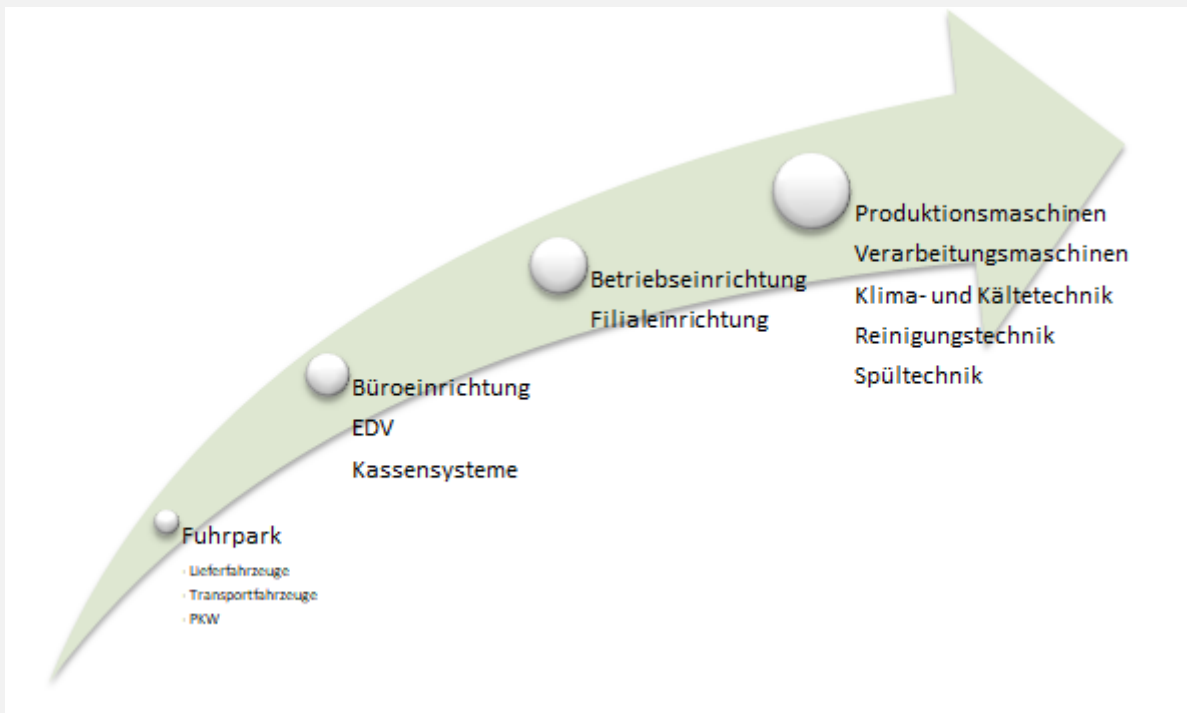 Produktionsmaschinen
Verarbeitungsmaschinen
Klima- und Kältetechnik
Reinigungstechnik
Spültechnik
Betriebseinrichtung
Filialeinrichtung
Büroeinrichtung
EDV
Kassensysteme
Fuhrpark
· Lieferfahrzeuge
· Transportfahrzeuge
· PKW